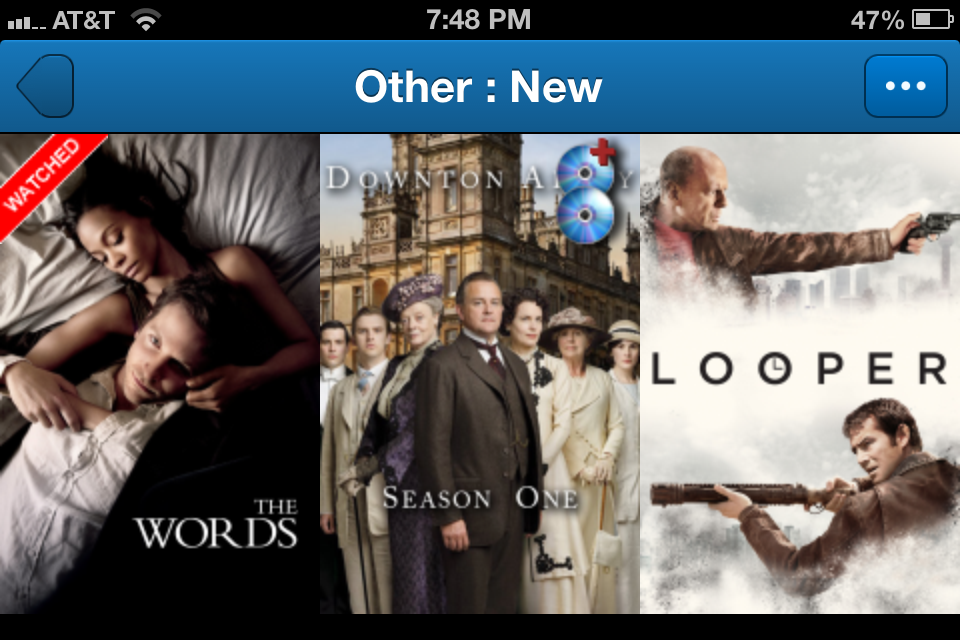 AT&T 7:48 PM 47%
Other : New
WATCHED
THE
WORDS
DOWNTON ABBEY
SEASON ONE
LOOPER